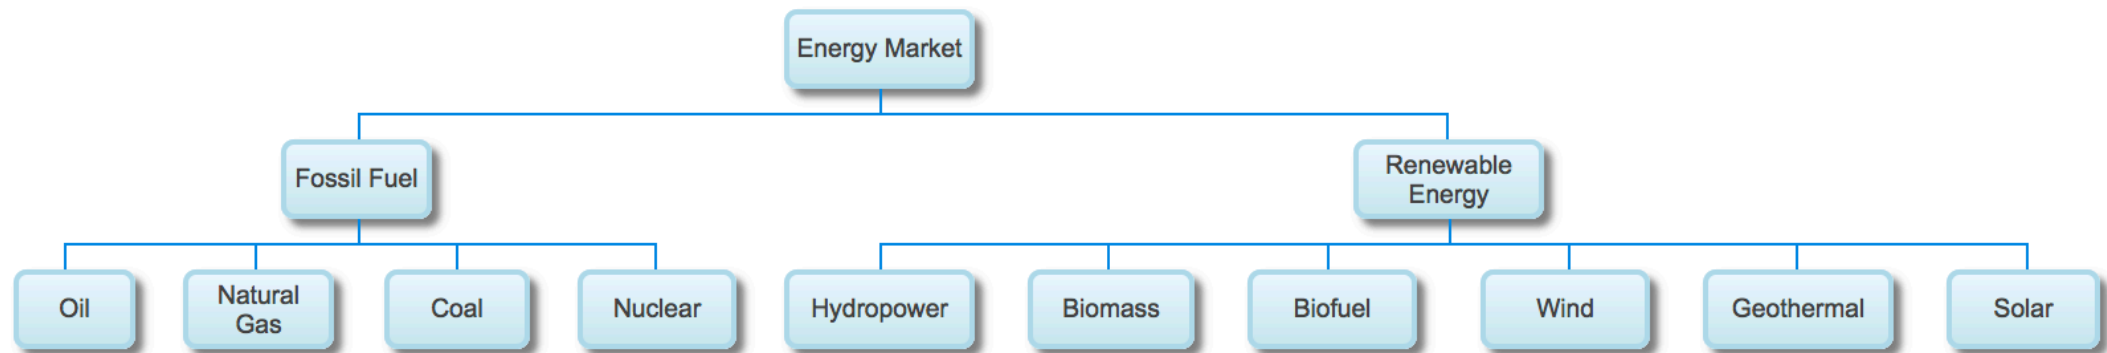 Energy Market
Fossil Fuel
Renewable
Energy
Oil
Natural
Gas
Coal
Nuclear
Hydropower
Biomass
Biofuel
Wind
Geothermal
Solar